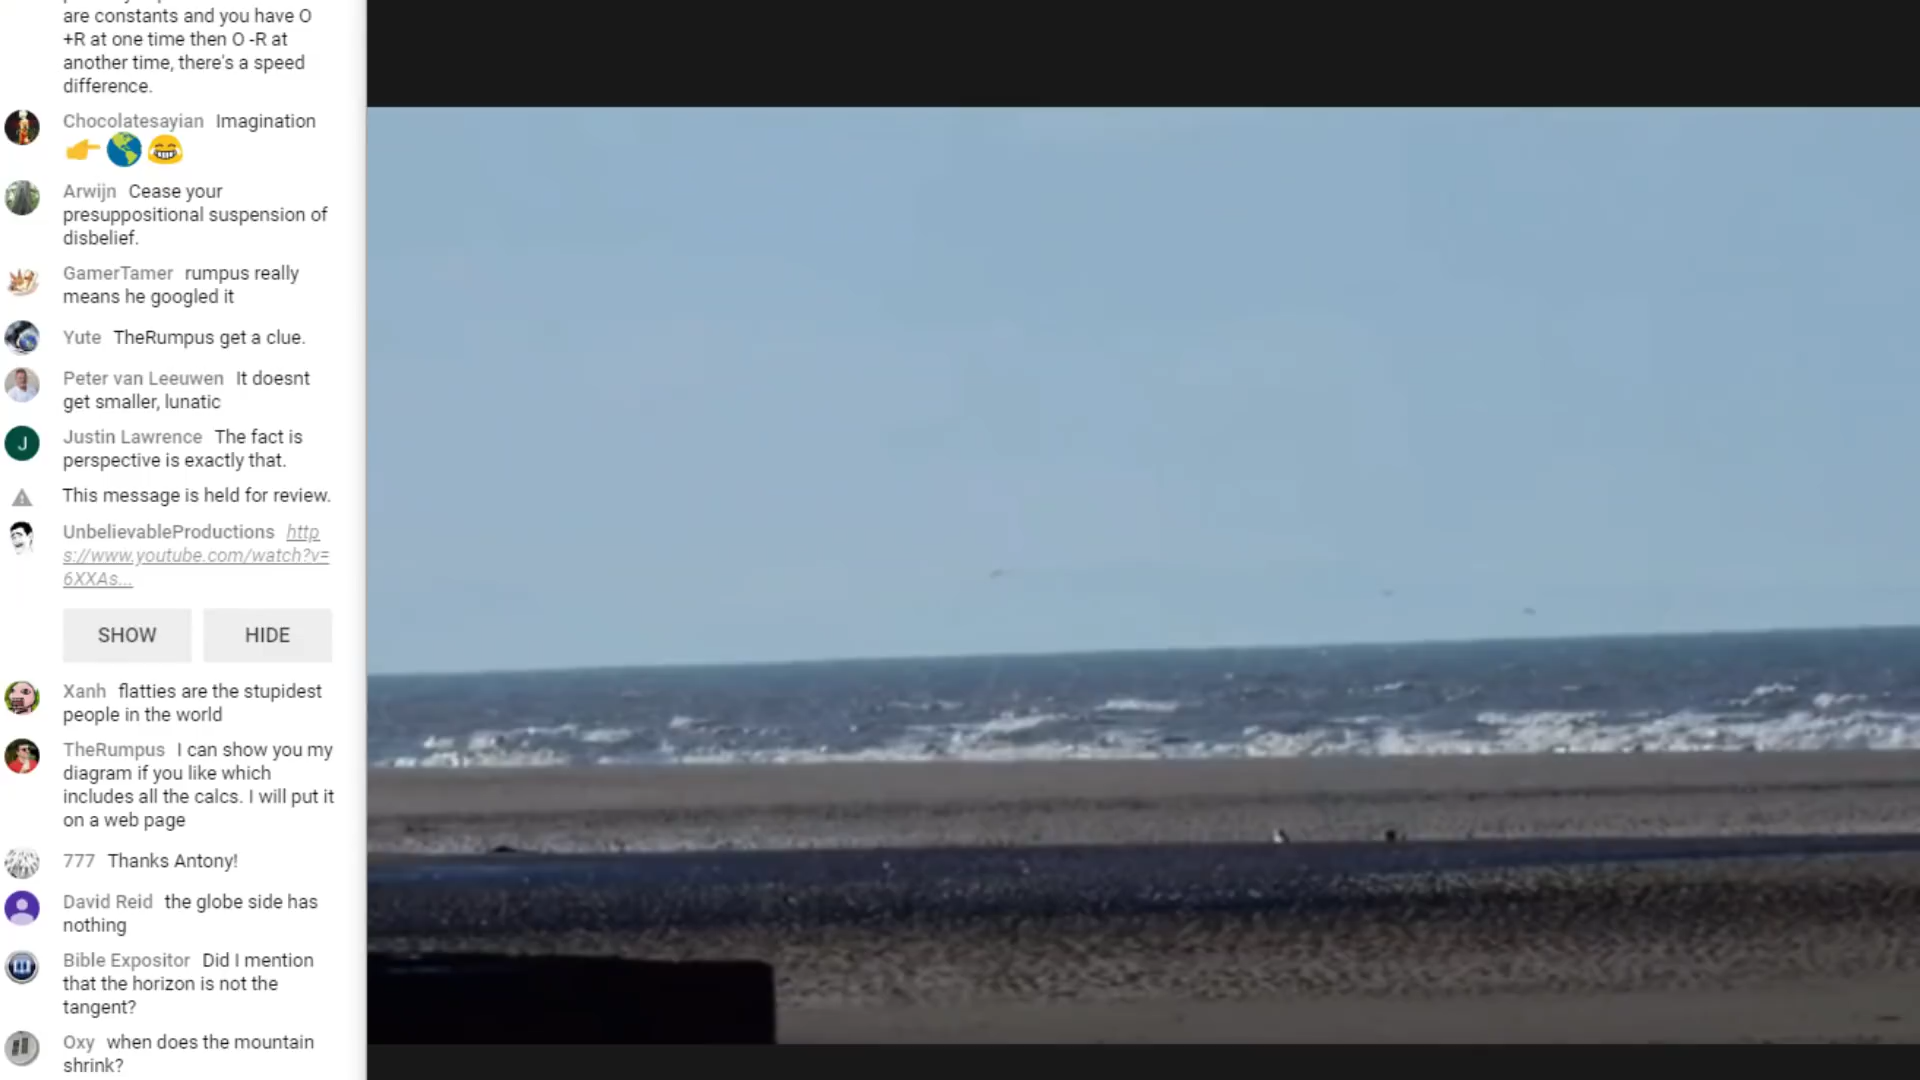 are constants and you have O
+R at one time then O -R at
another time, there's a speed
difference.
Chocolatesayian Imagination
Arwijn Cease your
presuppositional suspension of
disbelief.
GamerTamer rumpus really
means he googled it
Yute TheRumpus get a clue.
Peter van Leeuwen It doesnt
get smaller, lunatic
J
Justin Lawrence The fact is
perspective is exactly that.
This message is held for review.
UnbelievableProductions http
s://www.youtube.com/watch?v=
6XXAs...
SHOW HIDE
Xanh flatties are the stupidest
people in the world
TheRumpus I can show you my
diagram if you like which
includes all the calcs. I will put it
on a web page
777 Thanks Antony!
David Reid the globe side has
nothing
Bible Expositor Did I mention
that the horizon is not the
tangent?
Oxy when does the mountain
shrink?